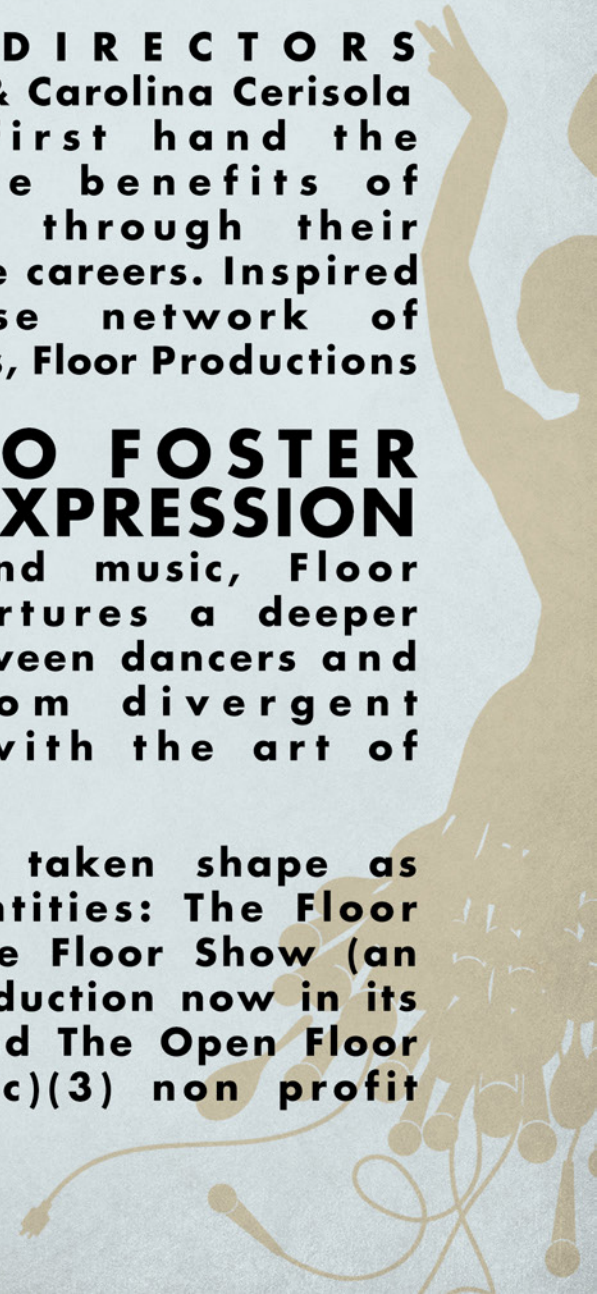 DIRECTORS
& Carolina Cerisola
first hand the
benefits of
through their
careers. Inspired
network of
Floor Productions
FOSTER
EXPRESSION
music, Floor
a deeper
dancers and
divergent
with the art of
taken shape as
The Floor
Floor Show (an
now in its
The Open Floor
c)(3) non profit